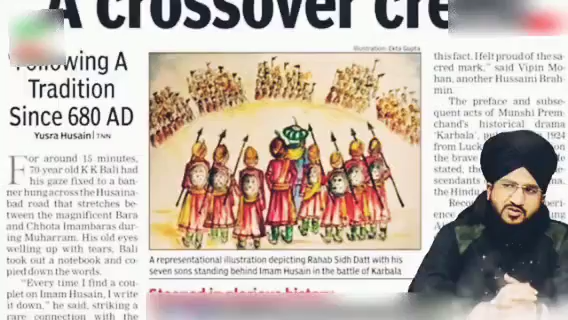 A crossover cre
Following A
Tradition
Since 680 AD
Yusra Husain | TNN
For around 15 minutes,
70 year old K K Bali had
his gaze fixed to a ban-
ner hung across the Husaina-
bad road that stretches be-
tween the magnificent Bara
and Chhota Imambaras dur-
ing Muharram. His old eyes
welling up with tears, Bali
took out a notebook and co-
pied down the words.
"Every time I find a cou-
plet on Imam Husain, I write
it down," he said, striking a
rare connection with the
Illustration: Ekta Gupta
A representational illustration depicting Rahab Sidh Datt with his
seven sons standing behind Imam Husain in the battle of Karbala
this fact. I felt proud of the sa-
cred mark," said Vipin Mo-
han, another Hussaini Brah-
min.
The preface and subse-
quent acts of Munshi Prem-
chand's historical drama
'Karbala', 1924
from Luck on
the brave
stated, the
scendants
the Hindu